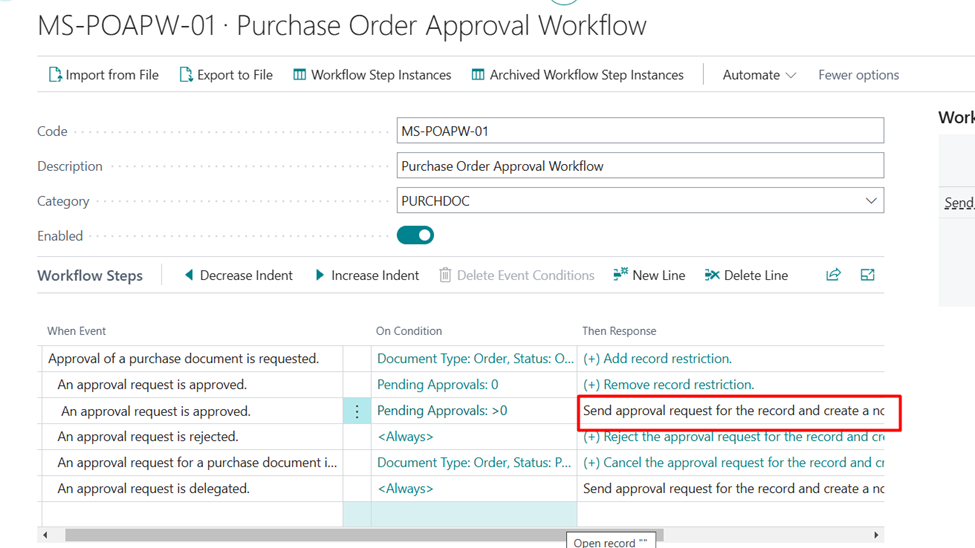 MS-POAPW-01 · Purchase Order Approval Workflow
Import from File Export to File Workflow Step Instances Archived Workflow Step Instances Automate Fewer options
Work
Code MS-POAPW-01
Description Purchase Order Approval Workflow
Category PURCHDOC
Send
Enabled
Workflow Steps Decrease Indent Increase Indent Delete Event Conditions New Line Delete Line
When Event On Condition Then Response
Approval of a purchase document is requested. Document Type: Order, Status: O... (+) Add record restriction.
An approval request is approved. Pending Approvals: 0 (+) Remove record restriction.
An approval request is approved. Pending Approvals: >0 Send approval request for the record and create a no
An approval request is rejected. <Always> (+) Reject the approval request for the record and cre
An approval request for a purchase document i... Document Type: Order, Status: P... (+) Cancel the approval request for the record and cr
An approval request is delegated. <Always> Send approval request for the record and create a no
Open record ""